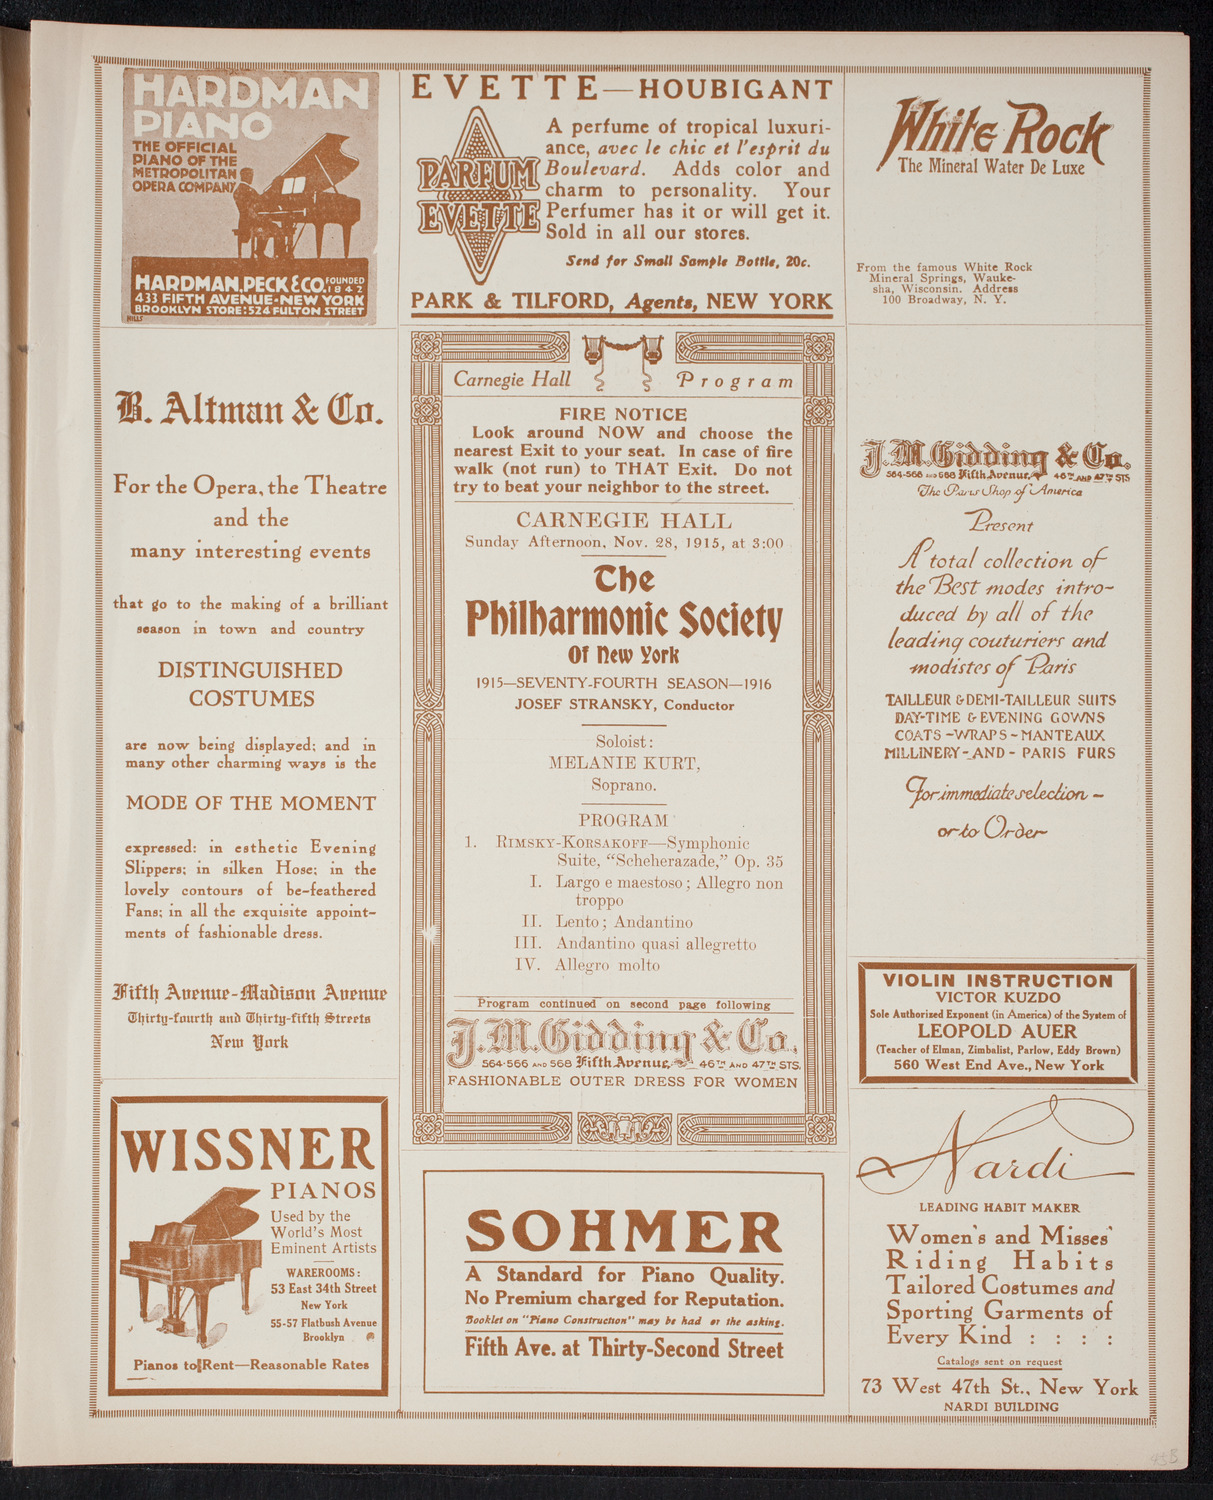 HARDMAN
PIANO
THE OFFICIAL
PIANO OF THE
METROPOLITAN
OPERA COMPANY
HARDMAN, PECK & CO. FOUNDED 1842
433 FIFTH AVENUE-NEW YORK
BROOKLYN STORE: 524 FULTON STREET
HILLS
B. Altman & Co.
For the Opera, the Theatre
and the
many interesting events
that go to the making of a brilliant
season in town and country
DISTINGUISHED
COSTUMES
are now being displayed; and in
many other charming ways is the
MODE OF THE MOMENT
expressed: in esthetic Evening
Slippers; in silken Hose; in the
lovely contours of be-feathered
Fans; in all the exquisite appoint-
ments of fashionable dress.
Fifth Avenue-Madison Avenue
Thirty-fourth and Thirty-fifth Streets
New York
WISSNER
PIANOS
Used by the
World's Most
Eminent Artists
WAREROOMS:
53 East 34th Street
New York
55-57 Flatbush Avenue
Brooklyn
Pianos to Rent—Reasonable Rates
EVETTE—HOUBIGANT
PARFUM
EVETTE
A perfume of tropical luxuri-
ance, avec le chic et l'esprit du
Boulevard. Adds color and
charm to personality. Your
Perfumer has it or will get it.
Sold in all our stores.
Send for Small Sample Bottle, 20c.
PARK & TILFORD, Agents, NEW YORK
Carnegie Hall Program
FIRE NOTICE
Look around NOW and choose the
nearest Exit to your seat. In case of fire
walk (not run) to THAT Exit. Do not
try to beat your neighbor to the street.
CARNEGIE HALL
Sunday Afternoon, Nov. 28, 1915, at 3:00
The
Philharmonic Society
Of New York
1915—SEVENTY-FOURTH SEASON—1916
JOSEF STRANSKY, Conductor
Soloist:
MELANIE KURT,
Soprano.
PROGRAM
1. RIMSKY-KORSAKOFF—Symphonic
Suite, "Scheherazade," Op. 35
I. Largo e maestoso; Allegro non
troppo
II. Lento; Andantino
III. Andantino quasi allegretto
IV. Allegro molto
Program continued on second page following
J.M. Gidding & Co.
564-566 AND 568 Fifth Avenue, 46TH AND 47TH STS.
FASHIONABLE OUTER DRESS FOR WOMEN
SOHMER
A Standard for Piano Quality.
No Premium charged for Reputation.
Booklet on "Piano Construction" may be had or the asking.
Fifth Ave. at Thirty-Second Street
White Rock
The Mineral Water De Luxe
From the famous White Rock
Mineral Springs, Wauke-
sha, Wisconsin. Address
100 Broadway, N. Y.
J.M. Gidding & Co.
564-566 AND 568 Fifth Avenue, 46TH AND 47TH STS
The Paris Shop of America
Present
A total collection of
the Best modes intro-
duced by all of the
leading couturiers and
modistes of Paris
TAILLEUR & DEMI-TAILLEUR SUITS
DAY-TIME & EVENING GOWNS
COATS - WRAPS - MANTEAUX
MILLINERY - AND - PARIS FURS
For immediate selection -
or to Order
VIOLIN INSTRUCTION
VICTOR KUZDO
Sole Authorized Exponent (in America) of the System of
LEOPOLD AUER
(Teacher of Elman, Zimbalist, Parlow, Eddy Brown)
560 West End Ave., New York
Nardi
LEADING HABIT MAKER
Women's and Misses'
Riding Habits
Tailored Costumes and
Sporting Garments of
Every Kind : : : :
Catalogs sent on request
73 West 47th St., New York
NARDI BUILDING